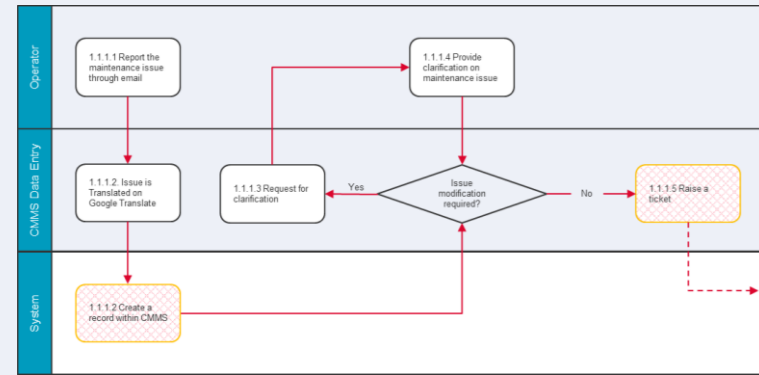 Operator
1.1.1.1 Report the
maintenance issue
through email
1.1.1.4 Provide
clarification on
maintenance issue
CMMS Data Entry
1.1.1.2. Issue is
Translated on
Google Translate
1.1.1.3 Request for
clarification
Yes
Issue
modification
required?
No
1.1.1.5 Raise a
ticket
System
1.1.1.2 Create a
record within CMMS